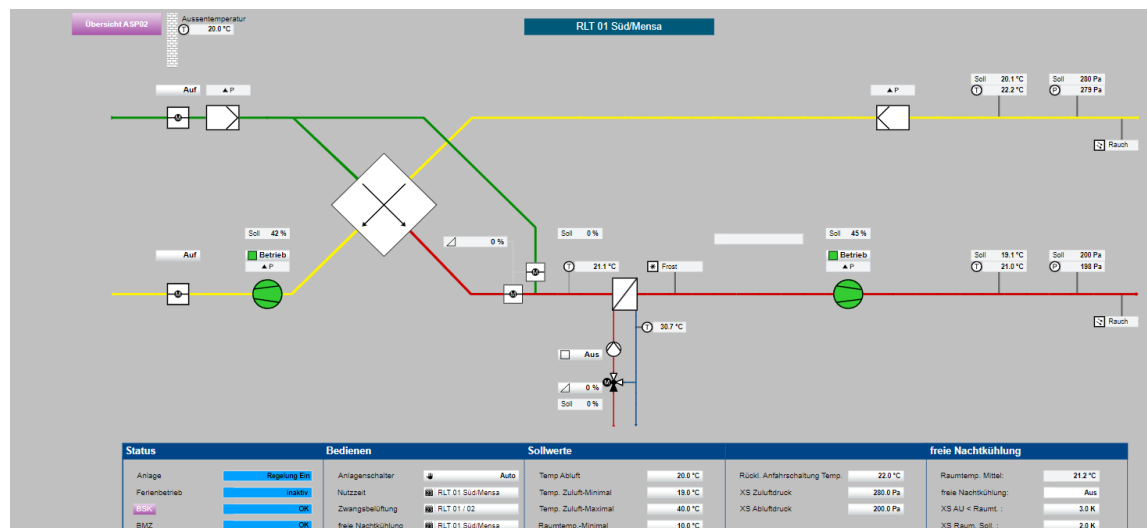 Übersicht ASP02
Aussentemperatur
T 20.0 °C
RLT 01 Süd/Mensa
Auf
▲ P
▲ P
Soll 20.1 °C
T 22.2 °C
Soll 280 Pa
P 279 Pa
M
Rauch
Soll 42 %
Auf
Betrieb
▲ P
0 %
Soll 0 %
Soll 45 %
Betrieb
▲ P
Soll 19.1 °C
T 21.0 °C
Soll 200 Pa
P 198 Pa
M
T 21.1 °C
Frost
M
M
Rauch
T 30.7 °C
Aus
0 %
M
Soll 0 %
Status
Bedienen
Sollwerte
freie Nachtkühlung
Anlage Regelung Ein
Anlagenschalter Auto
Temp Abluft 20.0 °C
Rückl. Anfahrschaltung Temp. 22.0 °C
Raumtemp. Mittel: 21.2 °C
Ferienbetrieb inaktiv
Nutzzeit RLT 01 Süd/Mensa
Temp. Zuluft-Minimal 19.0 °C
XS Zuluftdruck 280.0 Pa
freie Nachtkühlung: Aus
BSK OK
Zwangsbelüftung RLT 01 / 02
Temp. Zuluft-Maximal 40.0 °C
XS Abluftdruck 200.0 Pa
XS AU < Raumt. : 3.0 K
BMZ OK
freie Nachtkühlung RLT 01 Süd/Mensa
Raumtemp.-Minimal 10.0 °C
XS Raum. Soll. : 2.0 K